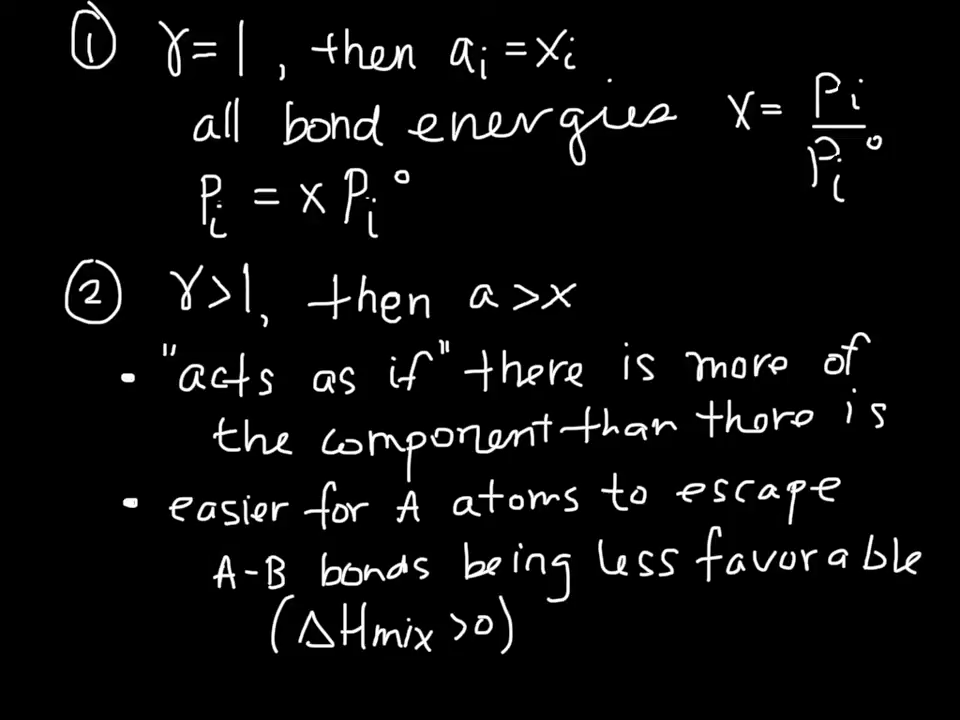 ① γ=1, then aᵢ=xᵢ
all bond energies x = Pᵢ/Pᵢ°
Pᵢ = x Pᵢ°
② γ>1, then a>x
• "acts as if" there is more of
the component than there is
• easier for A atoms to escape
A-B bonds being less favorable
(ΔHmix >0)